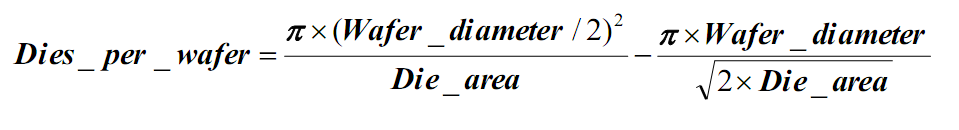 Dies_per_wafer = π×(Wafer_diameter/2)² / Die_area − π×Wafer_diameter / √(2×Die_area)